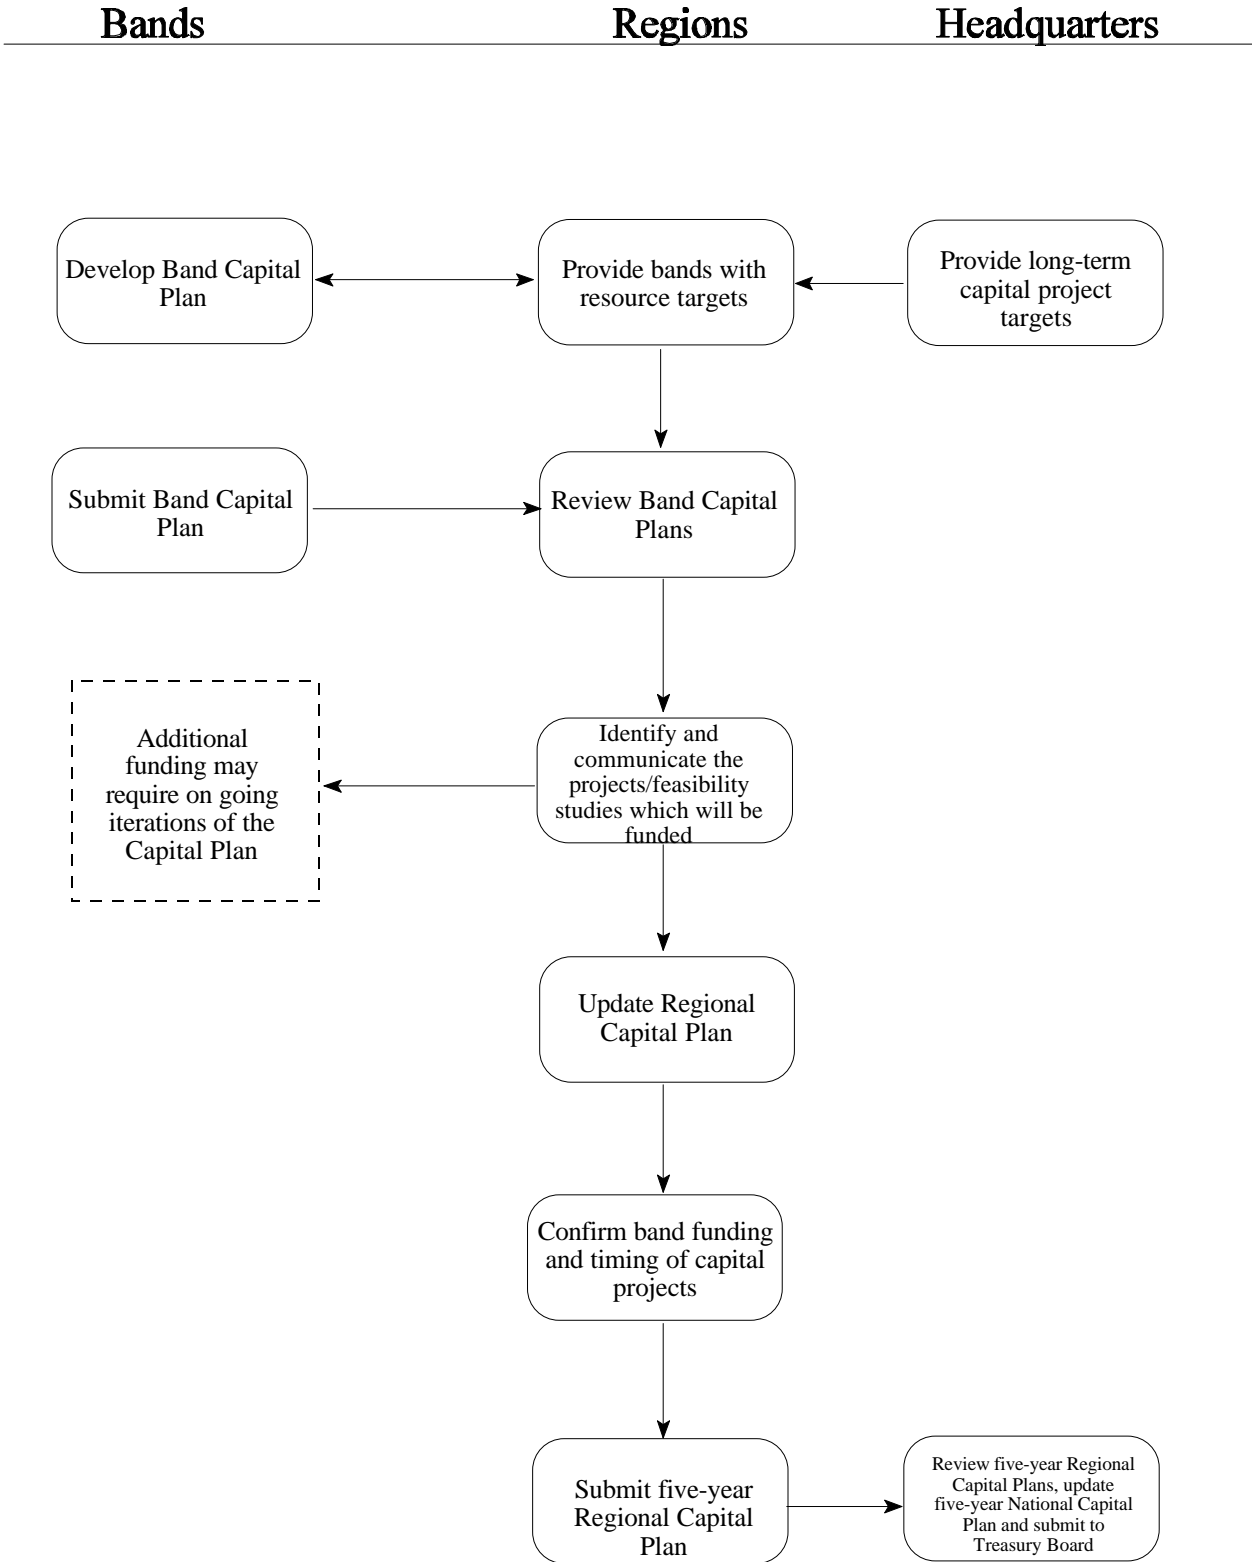 Bands
Regions
Headquarters
Develop Band Capital
Plan
Provide bands with
resource targets
Provide long-term
capital project
targets
Submit Band Capital
Plan
Review Band Capital
Plans
Additional
funding may
require on going
iterations of the
Capital Plan
Identify and
communicate the
projects/feasibility
studies which will be
funded
Update Regional
Capital Plan
Confirm band funding
and timing of capital
projects
Submit five-year
Regional Capital
Plan
Review five-year Regional
Capital Plans, update
five-year National Capital
Plan and submit to
Treasury Board